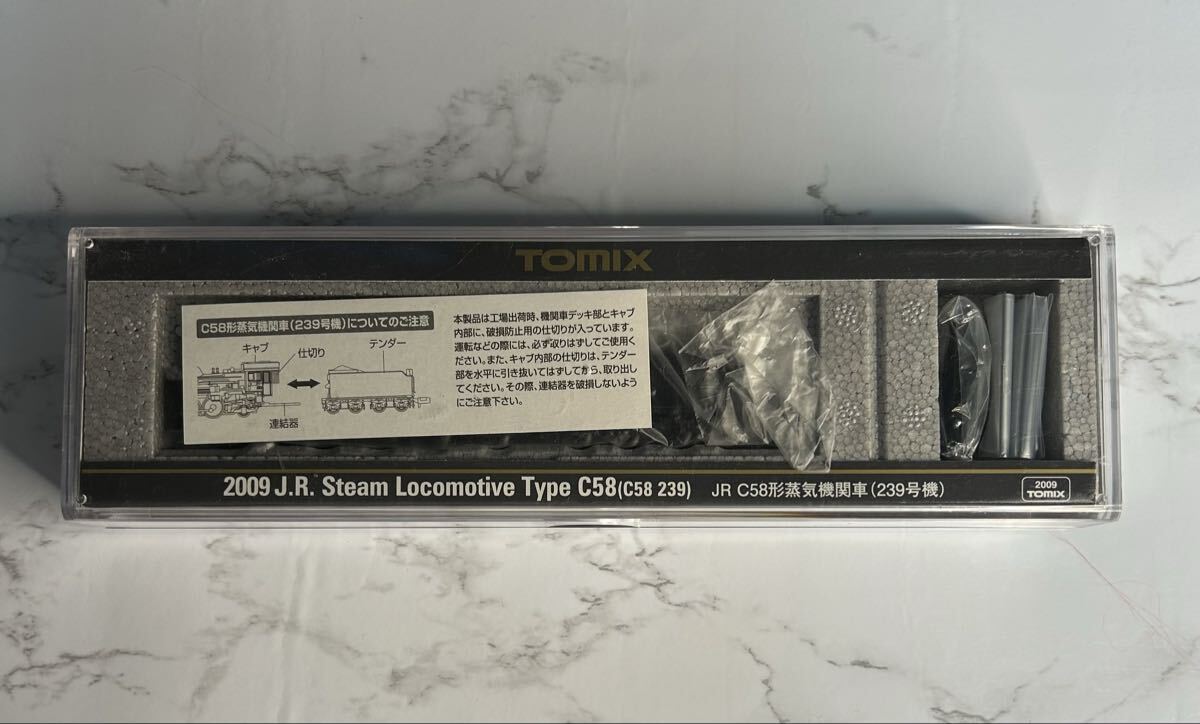 TOMIX
C58形蒸気機関車(239号機)についてのご注意
キャブ
仕切り
テンダー
連結器
本製品は工場出荷時、機関車デッキ部とキャブ
内部に、破損防止用の仕切りが入っています。
運転などの際には、必ず取りはずしてご使用く
ださい。また、キャブ内部の仕切りは、テンダー
部を水平に引き抜いてはずしてから、取り出し
てください。その際、連結器を破損しないよう
にご注意下さい。
2009 J.R. Steam Locomotive Type C58(C58 239) JR C58形蒸気機関車(239号機)
2009
TOMIX